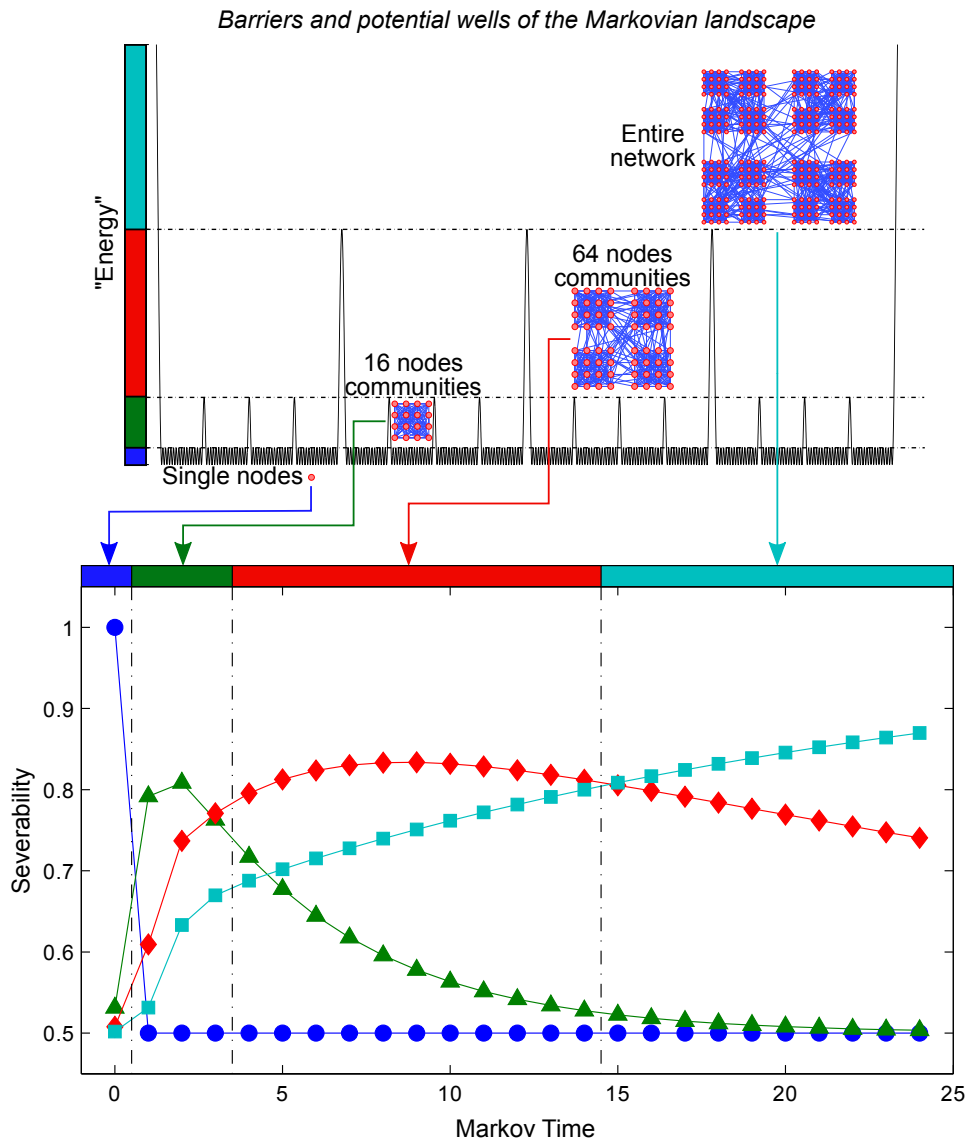 Barriers and potential wells of the Markovian landscape
"Energy"
Entire
network
64 nodes
communities
16 nodes
communities
Single nodes
1
0.9
0.8
0.7
0.6
0.5
Severability
0 5 10 15 20 25
Markov Time